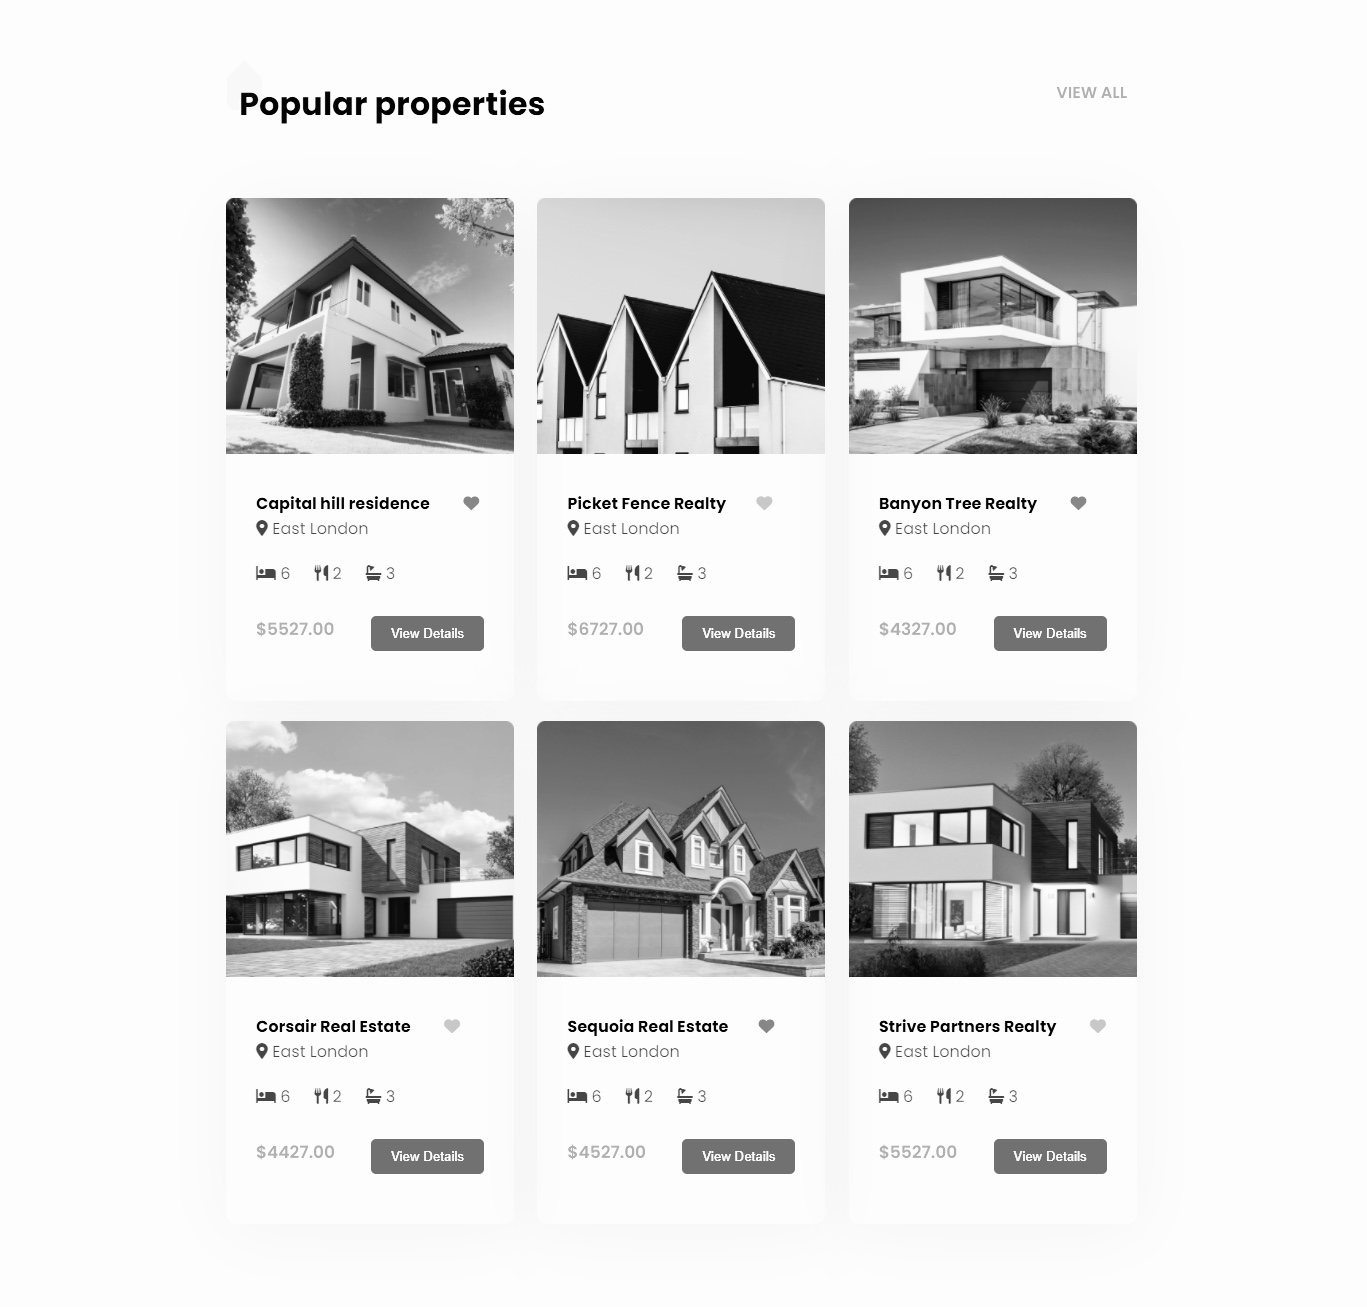 Popular properties
VIEW ALL
Capital hill residence
East London
6 2 3
$5527.00 View Details
Picket Fence Realty
East London
6 2 3
$6727.00 View Details
Banyon Tree Realty
East London
6 2 3
$4327.00 View Details
Corsair Real Estate
East London
6 2 3
$4427.00 View Details
Sequoia Real Estate
East London
6 2 3
$4527.00 View Details
Strive Partners Realty
East London
6 2 3
$5527.00 View Details